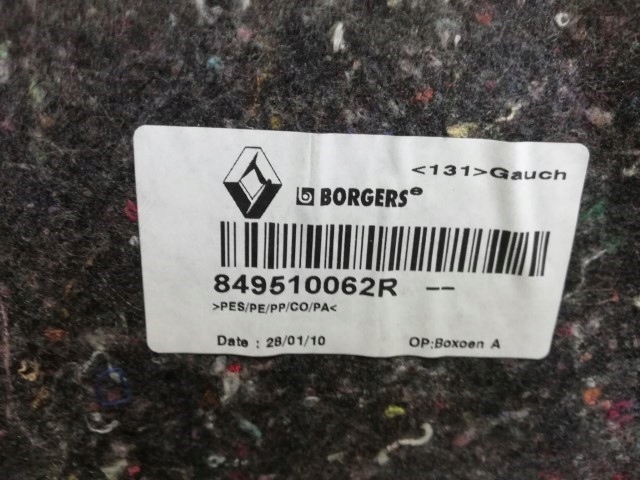 <131>Gauch
BORGERS®
849510062R --
>PES/PE/PP/CO/PA<
Date : 28/01/10 OP:Boxoen A